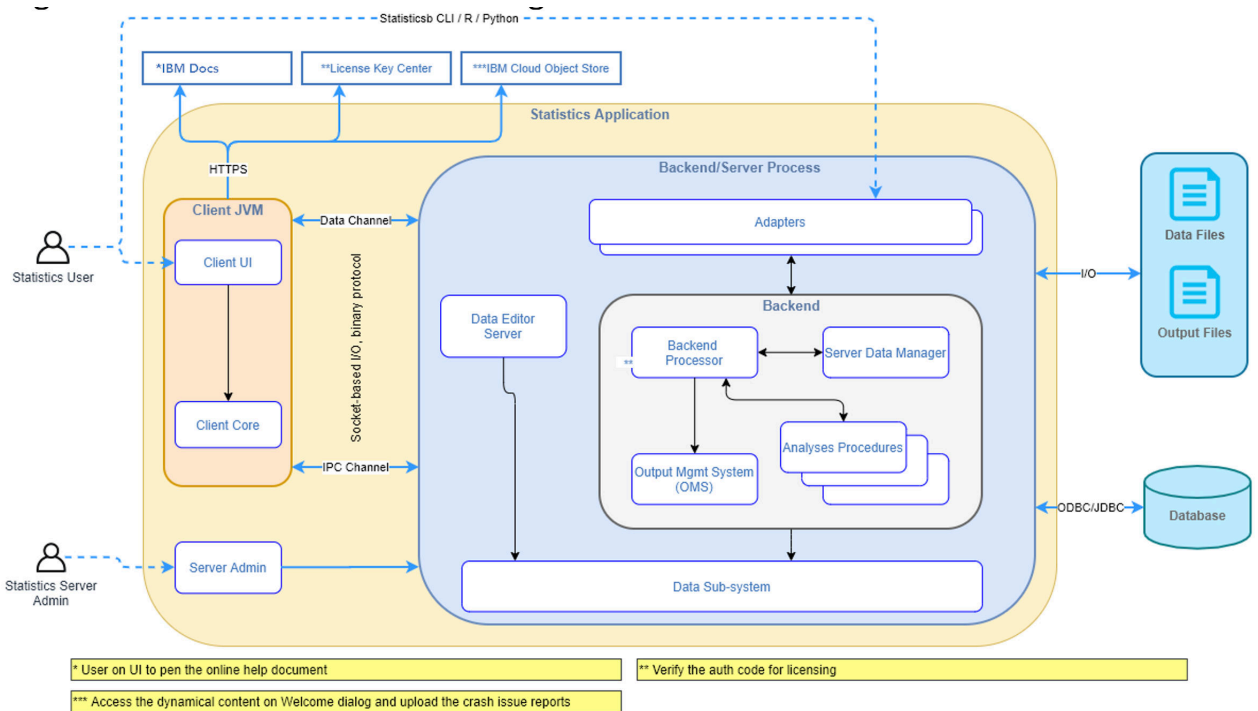 Statisticsb CLI / R / Python
*IBM Docs
**License Key Center
***IBM Cloud Object Store
Statistics Application
HTTPS
Backend/Server Process
Client JVM
Data Channel
Adapters
Data Files
Statistics User
Client UI
I/O
Socket-based I/O, binary protocol
Data Editor
Server
Backend
Output Files
Backend
Processor
**
Server Data Manager
Client Core
Analyses Procedures
IPC Channel
Output Mgmt System
(OMS)
ODBC/JDBC
Database
Statistics Server
Admin
Server Admin
Data Sub-system
* User on UI to pen the online help document
** Verify the auth code for licensing
*** Access the dynamical content on Welcome dialog and upload the crash issue reports